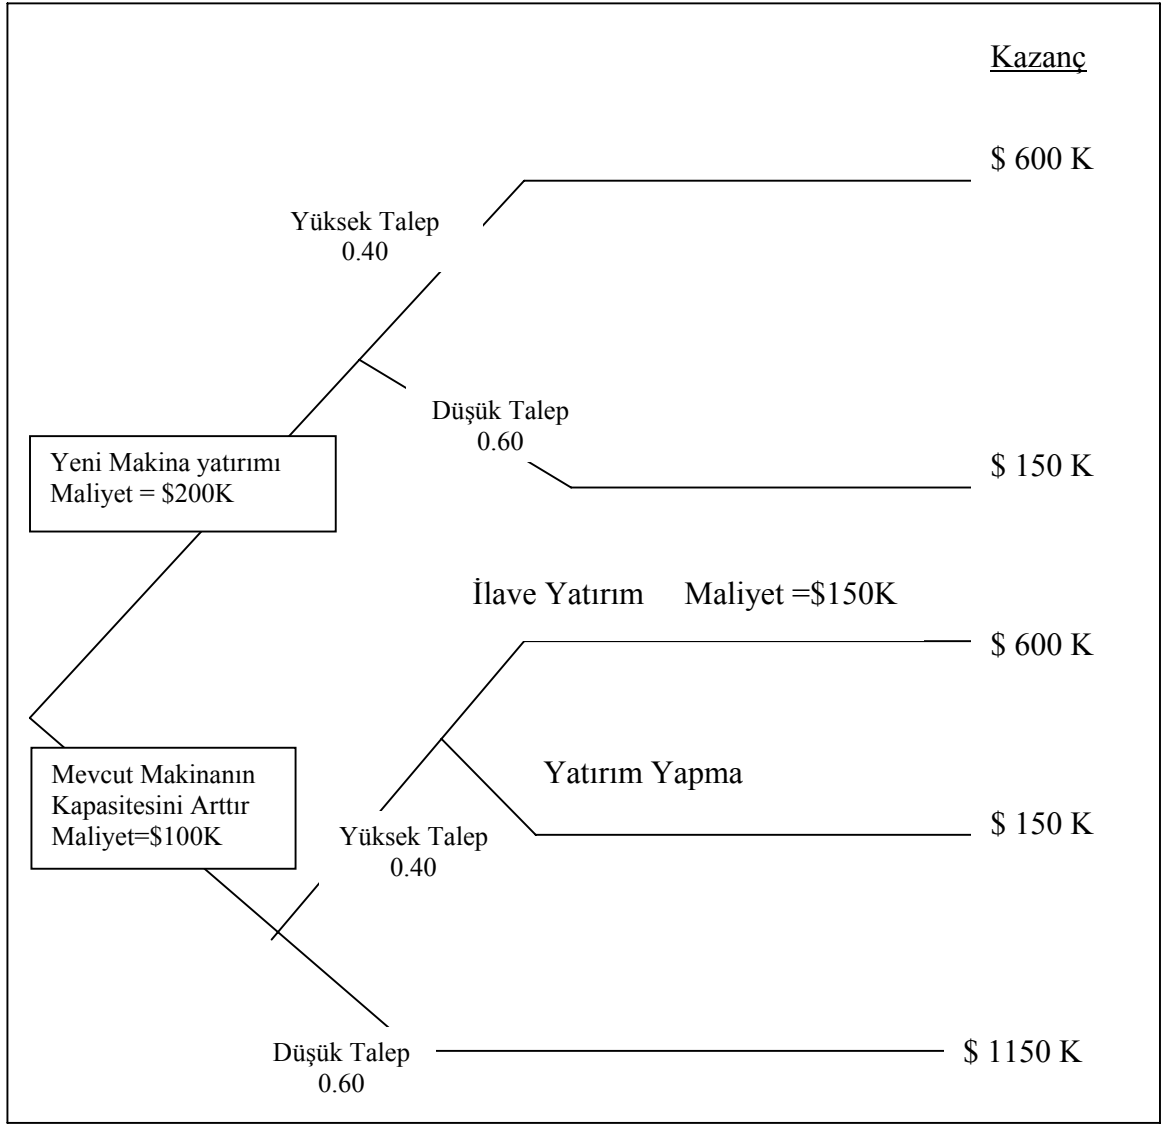 Kazanç
$ 600 K
Yüksek Talep
0.40
Düşük Talep
0.60
Yeni Makina yatırımı
Maliyet = $200K
$ 150 K
İlave Yatırım Maliyet =$150K
$ 600 K
Mevcut Makinanın
Kapasitesini Arttır
Maliyet=$100K
Yatırım Yapma
$ 150 K
Yüksek Talep
0.40
Düşük Talep
0.60
$ 1150 K